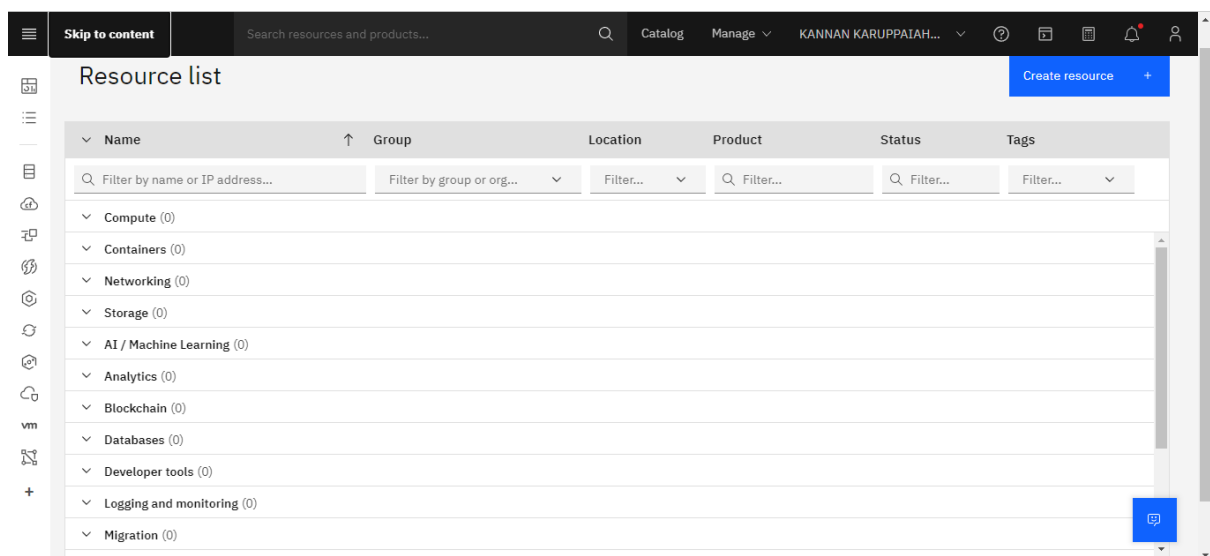 Skip to content Search resources and products... Catalog Manage KANNAN KARUPPAIAH...
Resource list Create resource +
Name Group Location Product Status Tags
Filter by name or IP address... Filter by group or org... Filter... Filter... Filter... Filter...
Compute (0)
Containers (0)
Networking (0)
Storage (0)
AI / Machine Learning (0)
Analytics (0)
Blockchain (0)
Databases (0)
vm
Developer tools (0)
Logging and monitoring (0)
Migration (0)